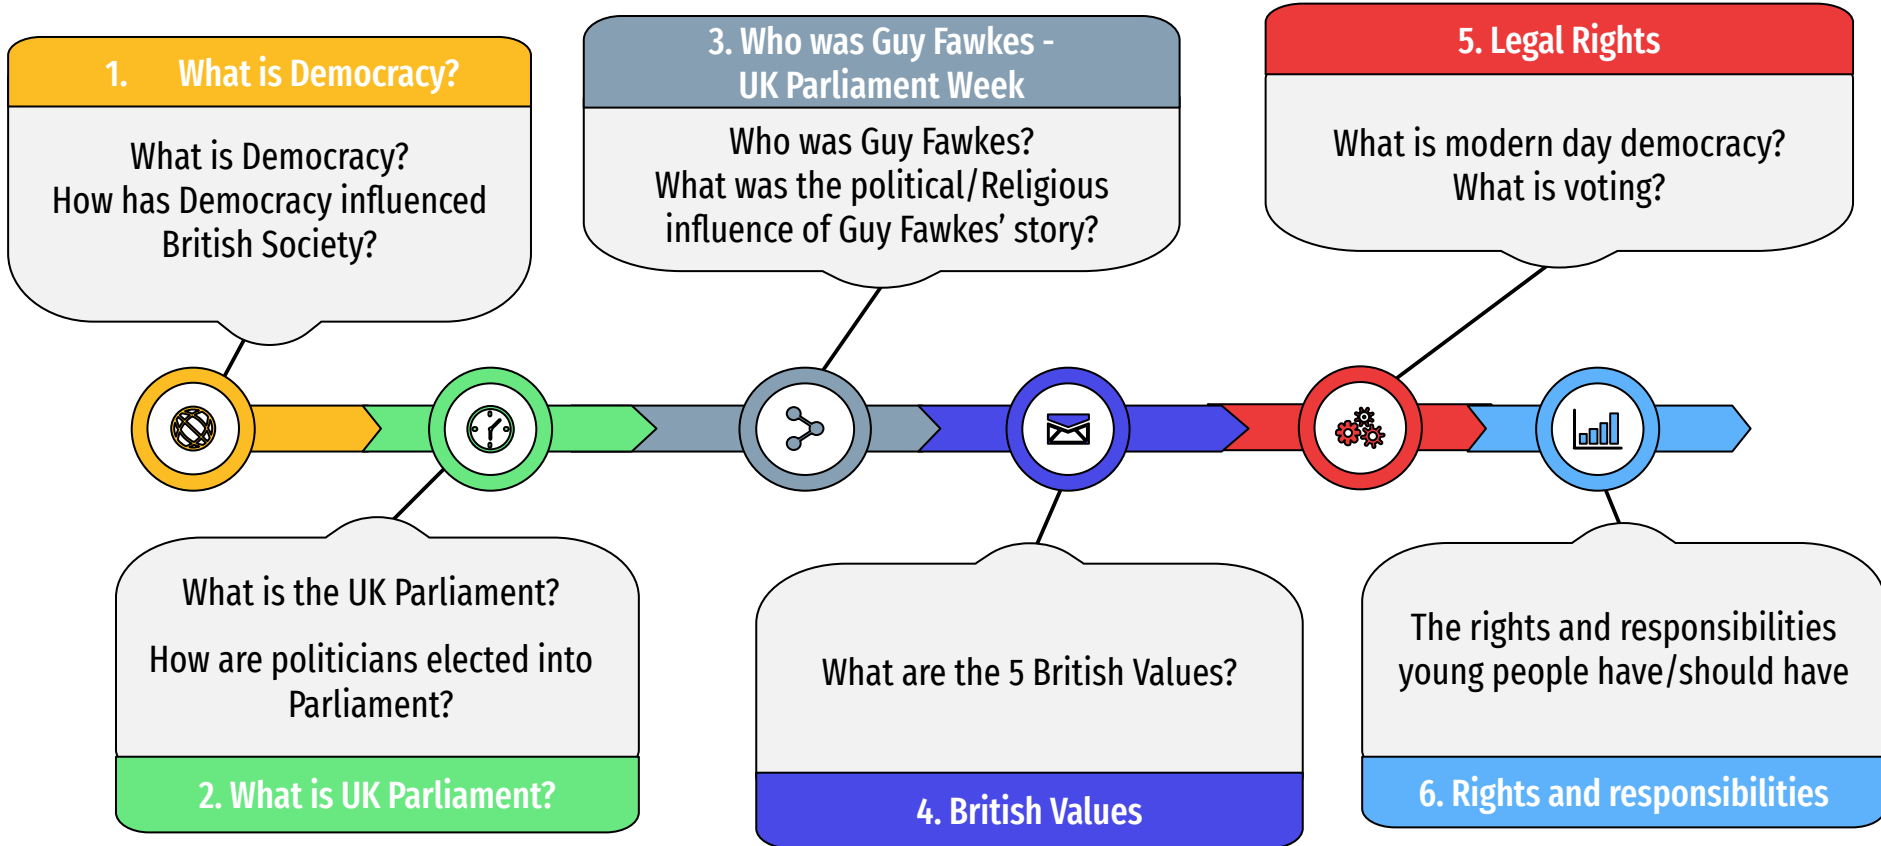 1. What is Democracy?
What is Democracy?
How has Democracy influenced
British Society?
What is the UK Parliament?
How are politicians elected into
Parliament?
2. What is UK Parliament?
3. Who was Guy Fawkes -
UK Parliament Week
Who was Guy Fawkes?
What was the political/Religious
influence of Guy Fawkes’ story?
What are the 5 British Values?
4. British Values
5. Legal Rights
What is modern day democracy?
What is voting?
The rights and responsibilities
young people have/should have
6. Rights and responsibilities